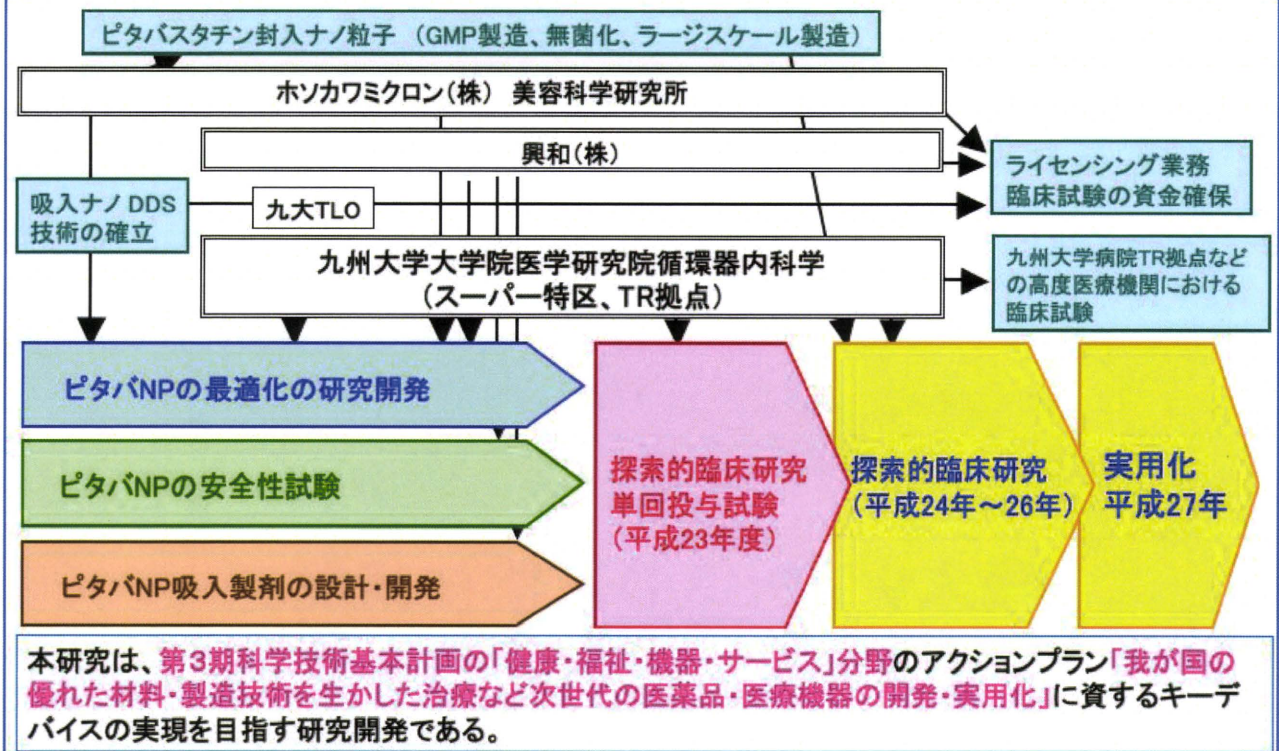 ピタバスタチン封入ナノ粒子 （GMP製造、無菌化、ラージスケール製造）
ホソカワミクロン（株） 美容科学研究所
興和（株）
ライセンシング業務
臨床試験の資金確保
吸入ナノDDS
技術の確立
九大TLO
九州大学大学院医学研究院循環器内科学
（スーパー特区、TR拠点）
九州大学病院TR拠点など
の高度医療機関における
臨床試験
ピタバNPの最適化の研究開発
ピタバNPの安全性試験
ピタバNP吸入製剤の設計・開発
探索的臨床研究
単回投与試験
（平成23年度）
探索的臨床研究
（平成24年～26年）
実用化
平成27年
本研究は、第３期科学技術基本計画の「健康・福祉・機器・サービス」分野のアクションプラン「我が国の
優れた材料・製造技術を生かした治療など次世代の医薬品・医療機器の開発・実用化」に資するキーデ
バイスの実現を目指す研究開発である。